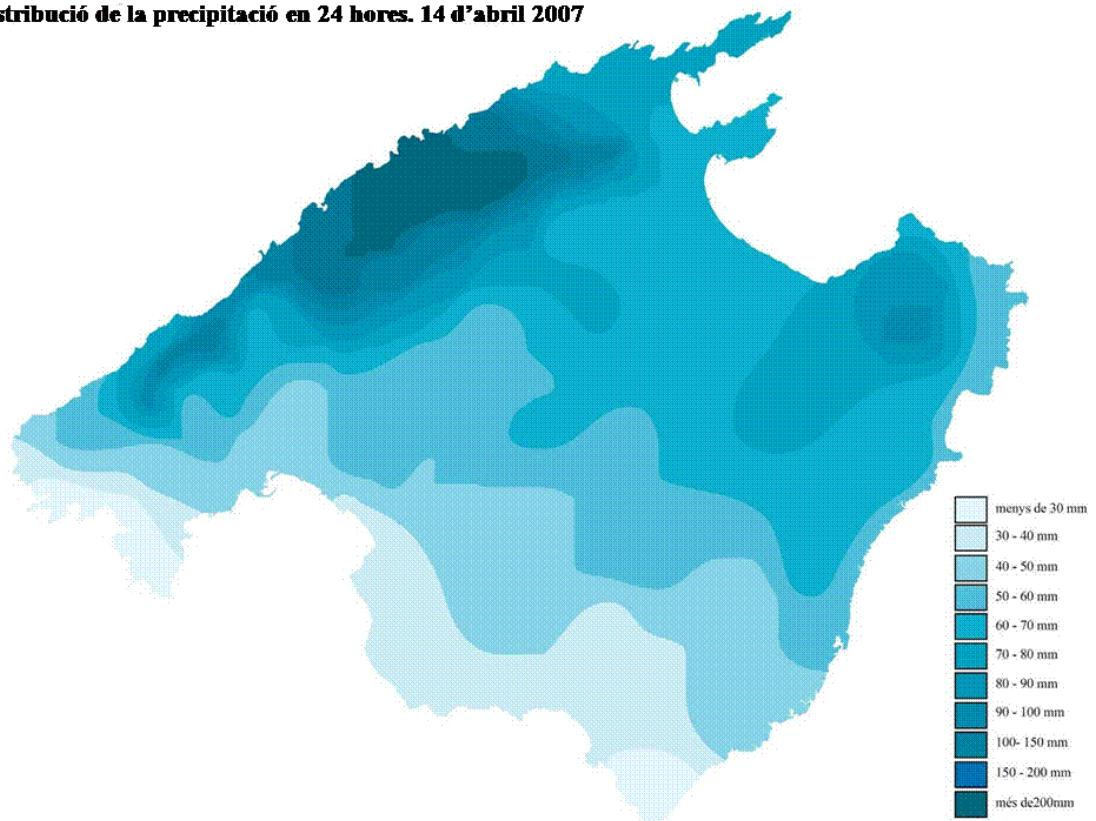 stribució de la precipitació en 24 hores. 14 d’abril 2007
menys de 30 mm
30 - 40 mm
40 - 50 mm
50 - 60 mm
60 - 70 mm
70 - 80 mm
80 - 90 mm
90 - 100 mm
100- 150 mm
150 - 200 mm
més de200mm